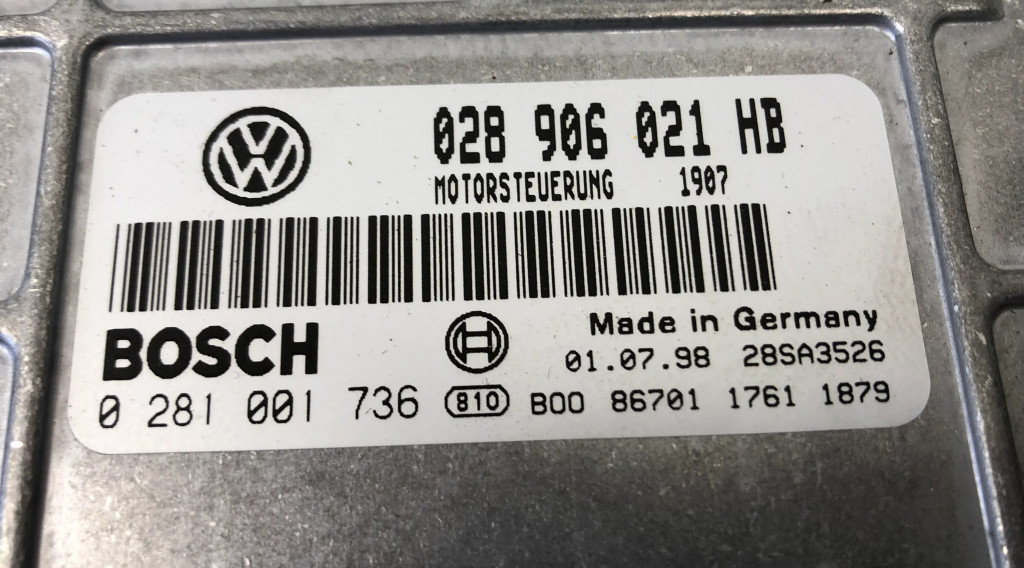 028 906 021 HB
MOTORSTEUERUNG 1907
BOSCH
Made in Germany
01.07.98 28SA3526
0 281 001 736 810 B00 86701 1761 1879